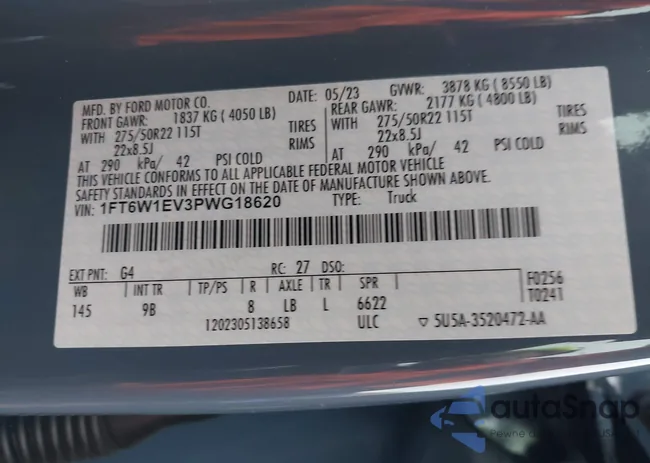 MFD. BY FORD MOTOR CO. DATE: 05/23 GVWR: 3878 KG ( 8550 LB)
FRONT GAWR: 1837 KG ( 4050 LB) REAR GAWR: 2177 KG ( 4800 LB)
WITH 275/50R22 115T TIRES WITH 275/50R22 115T TIRES
22x8.5J RIMS 22x8.5J RIMS
AT 290 kPa/ 42 PSI COLD AT 290 kPa/ 42 PSI COLD
THIS VEHICLE CONFORMS TO ALL APPLICABLE FEDERAL MOTOR VEHICLE
SAFETY STANDARDS IN EFFECT ON THE DATE OF MANUFACTURE SHOWN ABOVE.
VIN: 1FT6W1EV3PWG18620 TYPE: Truck
EXT PNT: G4 RC: 27 DSO: F0256
WB INT TR TP/PS R AXLE TR SPR T0241
145 9B 8 LB L 6622
1202305138658 ULC ▽ 5U5A-3520472-AA
autaSnap